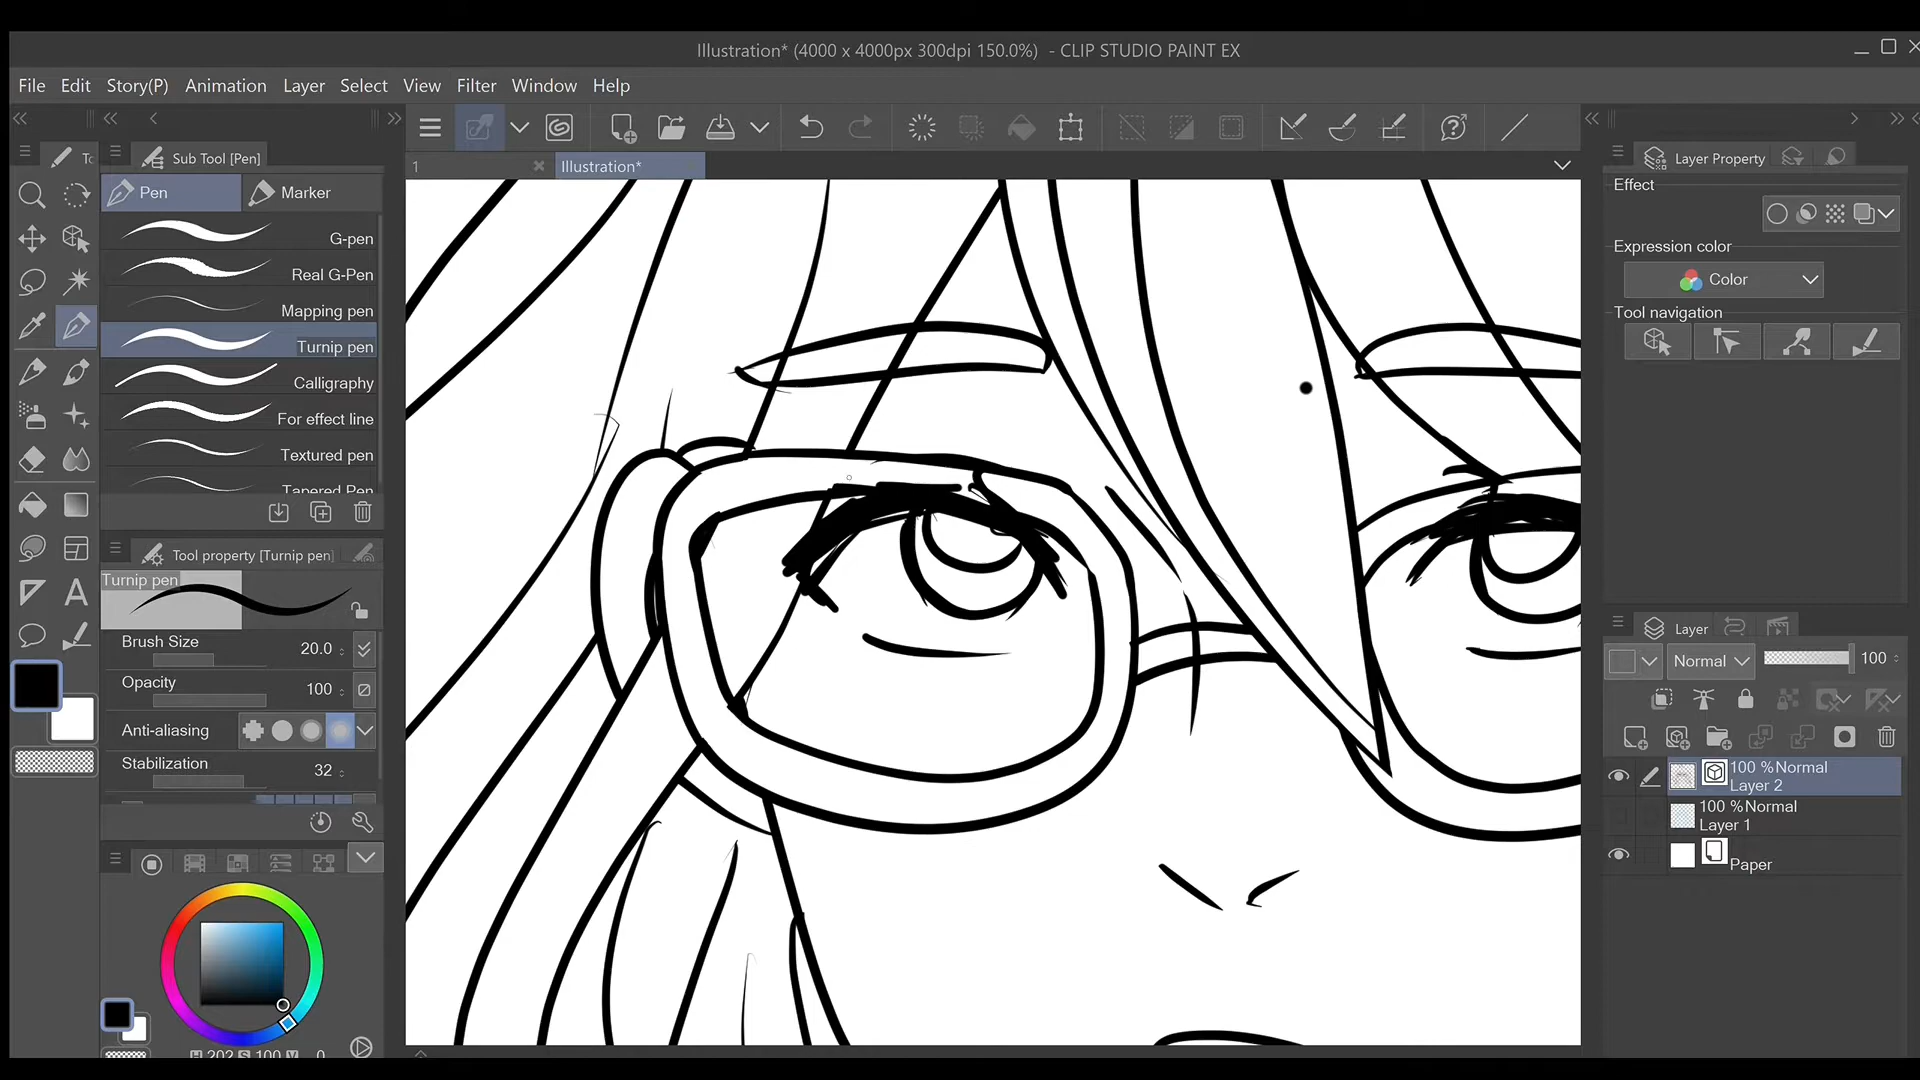 Illustration* (4000 x 4000px 300dpi 150.0%) - CLIP STUDIO PAINT EX
File Edit Story(P) Animation Layer Select View Filter Window Help
1 Illustration*
Sub Tool [Pen]
Pen Marker
G-pen
Real G-Pen
Mapping pen
Turnip pen
Calligraphy
For effect line
Textured pen
Tapered Pen
Tool property [Turnip pen]
Turnip pen
Brush Size 20.0
Opacity 100
Anti-aliasing
Stabilization 32
H 202 S 100 V 0
Layer Property
Effect
Expression color
Color
Tool navigation
Layer
Normal 100
100 %Normal
Layer 2
100 %Normal
Layer 1
Paper